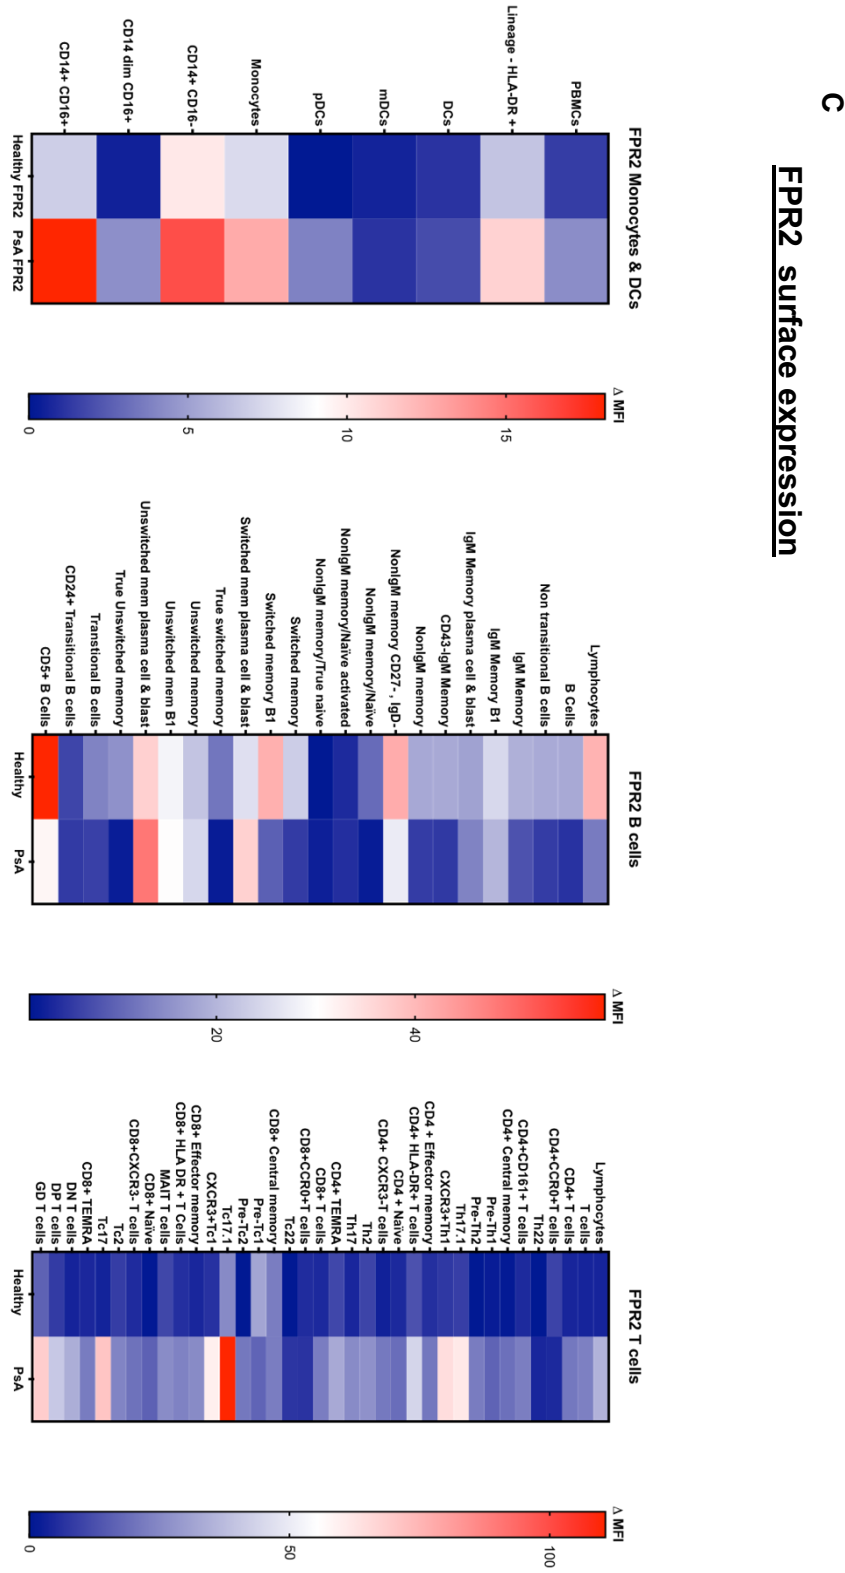 C
FPR2 surface expression
FPR2 Monocytes & DCs
PBMCs
Lineage - HLA-DR +
DCs
mDCs
pDCs
Monocytes
CD14+ CD16-
CD14 dim CD16+
CD14+ CD16+
Healthy FPR2
PsA FPR2
Δ MFI
15
10
5
0
FPR2 B cells
Lymphocytes
B Cells
Non transitional B cells
IgM Memory
IgM Memory B1
IgM Memory plasma cell & blast
CD43-IgM Memory
NonIgM memory
NonIgM memory CD27- , IgD-
NonIgM memory/Naïve
NonIgM memory/Naïve activated
NonIgM memory/True naive
Switched memory
Switched memory B1
Switched mem plasma cell & blast
True switched memory
Unswitched memory
Unswitched mem B1
Unswitched mem plasma cell & blast
True Unswitched memory
Transtional B cells
CD24+ Transitional B cells
CD5+ B Cells
Healthy
PsA
Δ MFI
40
20
FPR2 T cells
Lymphocytes
T cells
CD4+ T cells
CD4+CCR0+T cells
Th22
CD4+CD161+ T cells
CD4+ Central memory
Pre-Th1
Pre-Th2
Th17.1
CXCR3+Th1
CD4 + Effector memory
CD4+ HLA-DR+ T cells
CD4 + Naïve
CD4+ CXCR3-T cells
Th2
Th17
CD4+ TEMRA
CD8+ T cells
CD8+CCR0+T cells
Tc22
CD8+ Central memory
Pre-Tc1
Pre-Tc2
Tc17.1
CXCR3+Tc1
CD8+ Effector memory
CD8+ HLA DR + T Cells
MAIT T cells
CD8+ Naïve
CD8+CXCR3- T cells
Tc2
Tc17
CD8+ TEMRA
DN T cells
DP T cells
GD T cells
Healthy
PsA
Δ MFI
100
50
0